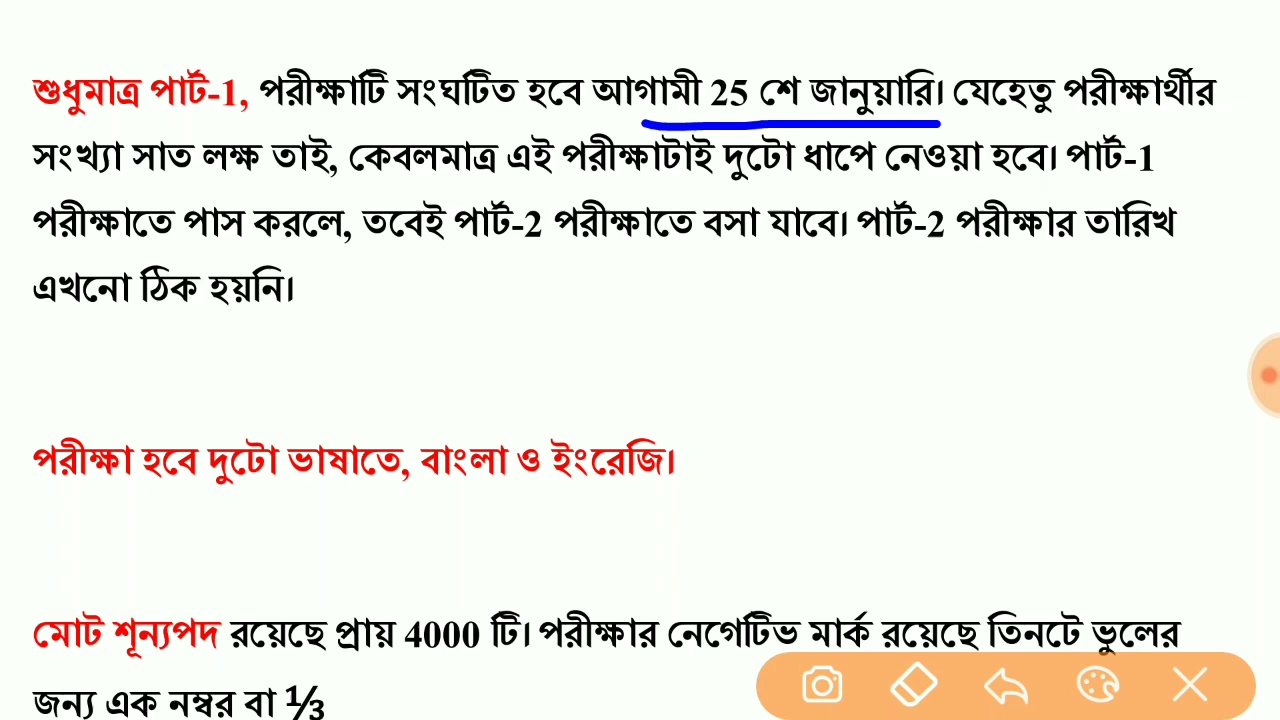 শুধুমাত্র পার্ট-1, পরীক্ষাটি সংঘটিত হবে আগামী 25 শে জানুয়ারি। যেহেতু পরীক্ষার্থীর
সংখ্যা সাত লক্ষ তাই, কেবলমাত্র এই পরীক্ষাটাই দুটো ধাপে নেওয়া হবে। পার্ট-1
পরীক্ষাতে পাস করলে, তবেই পার্ট-2 পরীক্ষাতে বসা যাবে। পার্ট-2 পরীক্ষার তারিখ
এখনো ঠিক হয়নি।
পরীক্ষা হবে দুটো ভাষাতে, বাংলা ও ইংরেজি।
মোট শূন্যপদ রয়েছে প্রায় 4000 টি। পরীক্ষার নেগেটিভ মার্ক রয়েছে তিনটে ভুলের
জন্য এক নম্বর বা ⅓